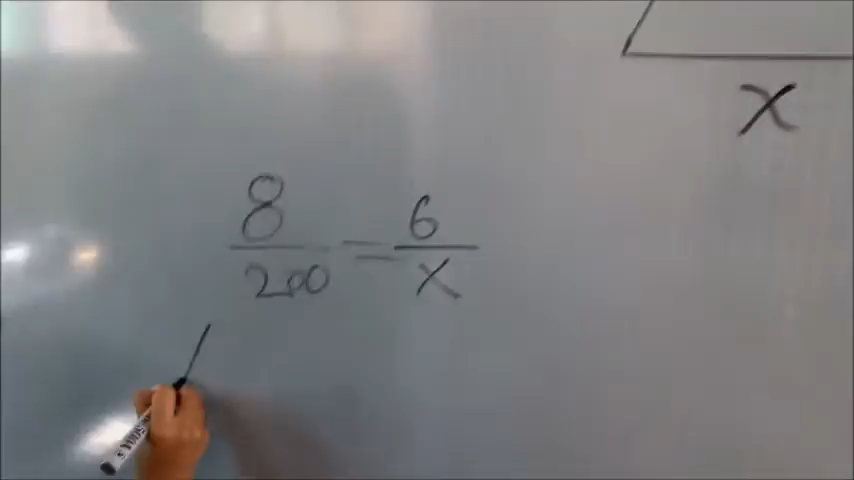 x
8/200 = 6/x